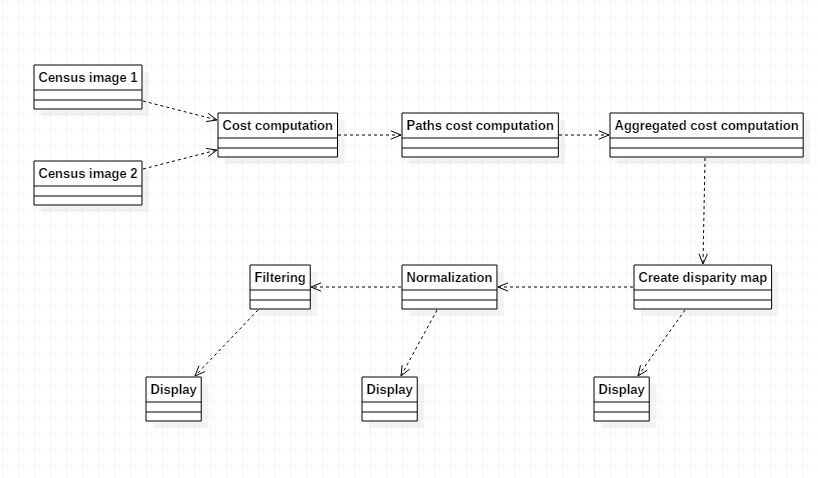 Census image 1
Census image 2
Cost computation
Paths cost computation
Aggregated cost computation
Filtering
Normalization
Create disparity map
Display
Display
Display